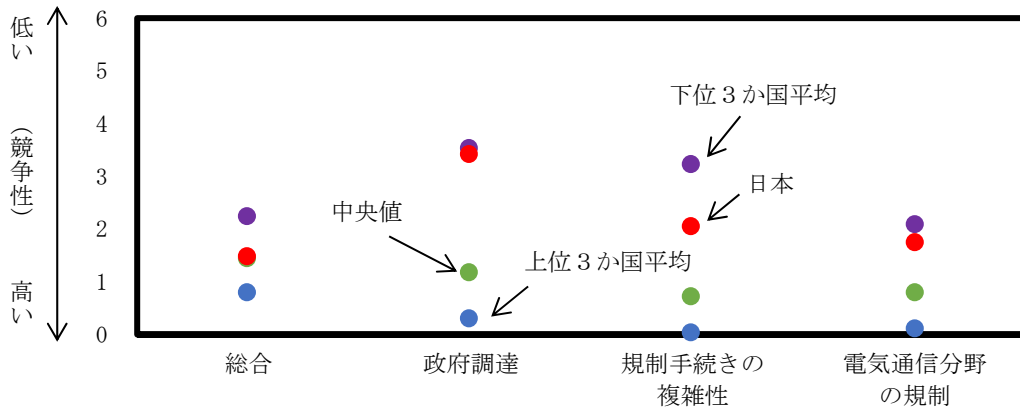 低い （競争性） 高い
6
5
4
3
2
1
0
下位３か国平均
日本
中央値
上位３か国平均
総合
政府調達
規制手続きの
複雑性
電気通信分野
の規制